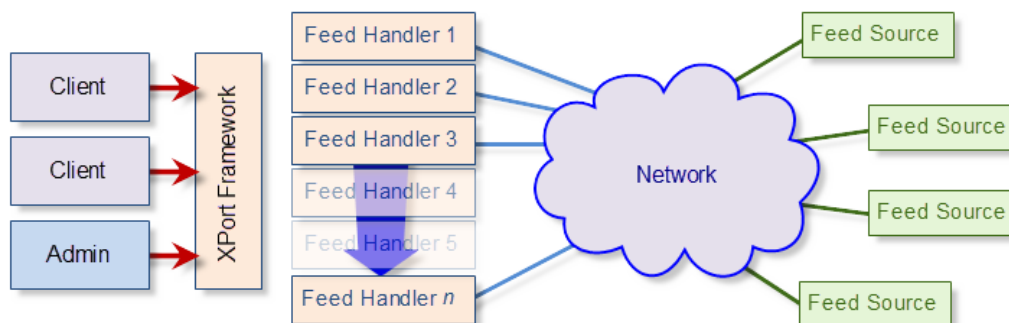 Client
Client
Admin
XPort Framework
Feed Handler 1
Feed Handler 2
Feed Handler 3
Feed Handler 4
Feed Handler 5
Feed Handler n
Network
Feed Source
Feed Source
Feed Source
Feed Source